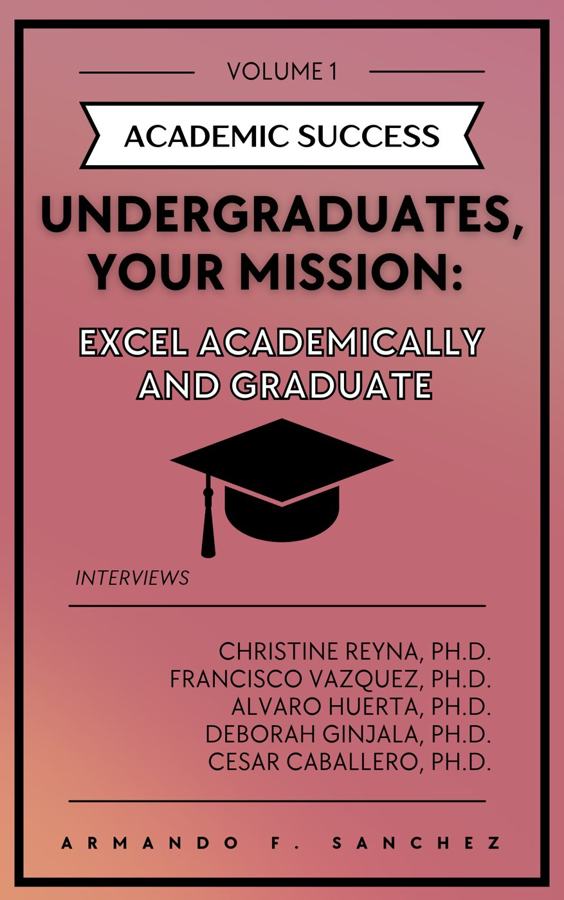 VOLUME 1
ACADEMIC SUCCESS
UNDERGRADUATES,
YOUR MISSION:
EXCEL ACADEMICALLY
AND GRADUATE
INTERVIEWS
CHRISTINE REYNA, PH.D.
FRANCISCO VAZQUEZ, PH.D.
ALVARO HUERTA, PH.D.
DEBORAH GINJALA, PH.D.
CESAR CABALLERO, PH.D.
ARMANDO F. SANCHEZ